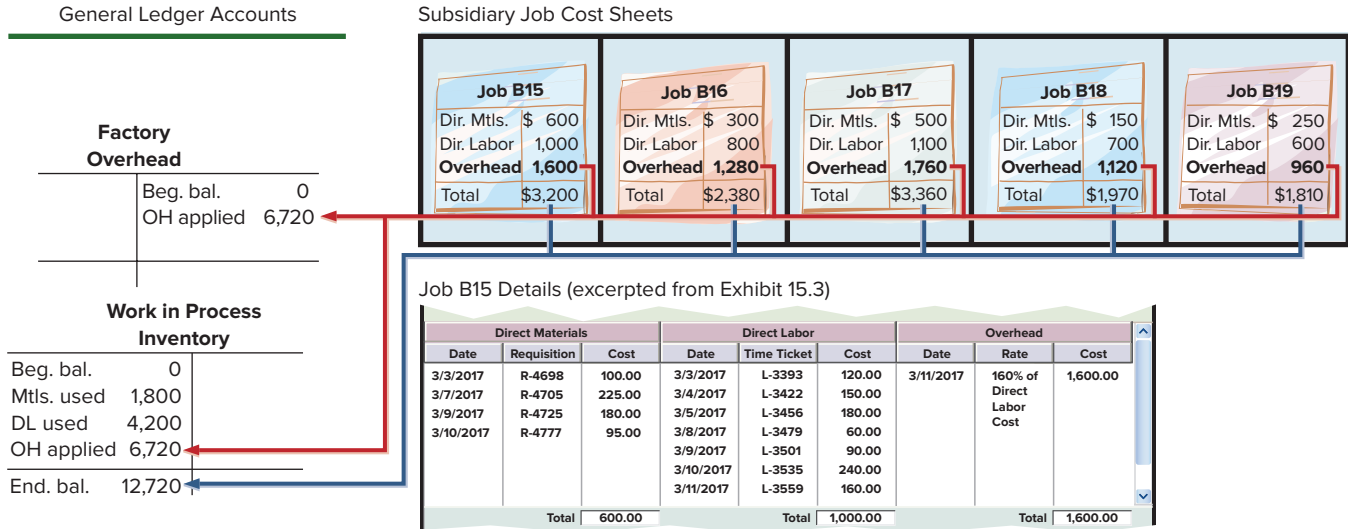 General Ledger Accounts
Subsidiary Job Cost Sheets
Factory
Overhead
Beg. bal. 0
OH applied 6,720
Work in Process
Inventory
Beg. bal. 0
Mtls. used 1,800
DL used 4,200
OH applied 6,720
End. bal. 12,720
Job B15
Dir. Mtls. $ 600
Dir. Labor 1,000
Overhead 1,600
Total $3,200
Job B16
Dir. Mtls. $ 300
Dir. Labor 800
Overhead 1,280
Total $2,380
Job B17
Dir. Mtls. $ 500
Dir. Labor 1,100
Overhead 1,760
Total $3,360
Job B18
Dir. Mtls. $ 150
Dir. Labor 700
Overhead 1,120
Total $1,970
Job B19
Dir. Mtls. $ 250
Dir. Labor 600
Overhead 960
Total $1,810
Job B15 Details (excerpted from Exhibit 15.3)
Direct Materials Direct Labor Overhead
Date Requisition Cost Date Time Ticket Cost Date Rate Cost
3/3/2017 R-4698 100.00 3/3/2017 L-3393 120.00 3/11/2017 160% of 1,600.00
3/7/2017 R-4705 225.00 3/4/2017 L-3422 150.00 Direct
3/9/2017 R-4725 180.00 3/5/2017 L-3456 180.00 Labor
3/10/2017 R-4777 95.00 3/8/2017 L-3479 60.00 Cost
3/9/2017 L-3501 90.00
3/10/2017 L-3535 240.00
3/11/2017 L-3559 160.00
Total 600.00 Total 1,000.00 Total 1,600.00